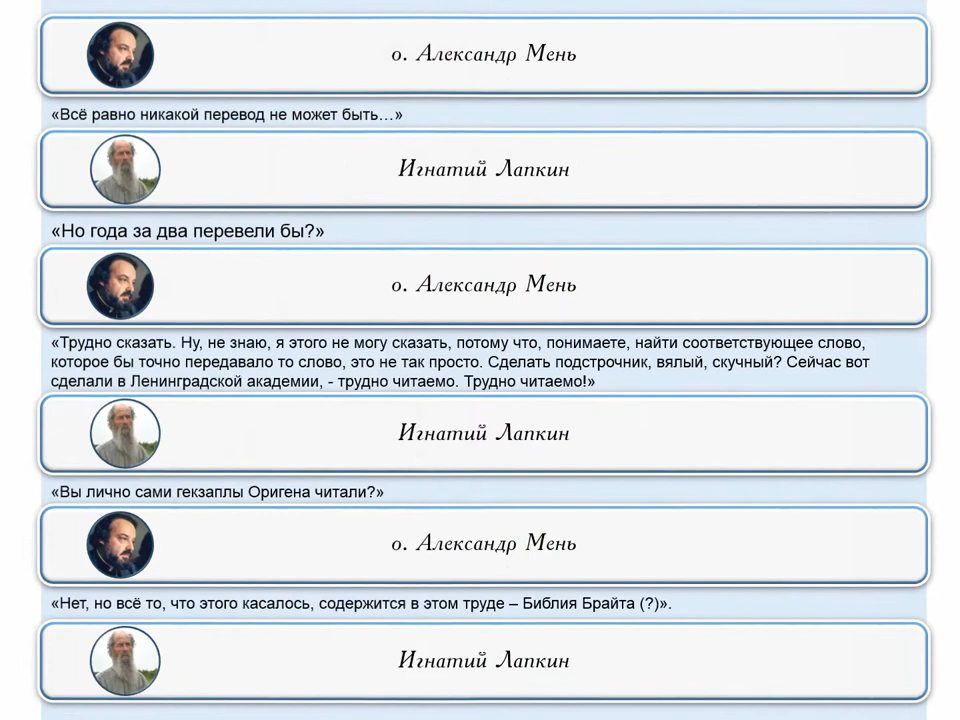 о. Александр Мень
«Всё равно никакой перевод не может быть…»
Игнатий Лапкин
«Но года за два перевели бы?»
о. Александр Мень
«Трудно сказать. Ну, не знаю, я этого не могу сказать, потому что, понимаете, найти соответствующее слово,
которое бы точно передавало то слово, это не так просто. Сделать подстрочник, вялый, скучный? Сейчас вот
сделали в Ленинградской академии, - трудно читаемо. Трудно читаемо!»
Игнатий Лапкин
«Вы лично сами гекзаплы Оригена читали?»
о. Александр Мень
«Нет, но всё то, что этого касалось, содержится в этом труде – Библия Брайта (?)».
Игнатий Лапкин